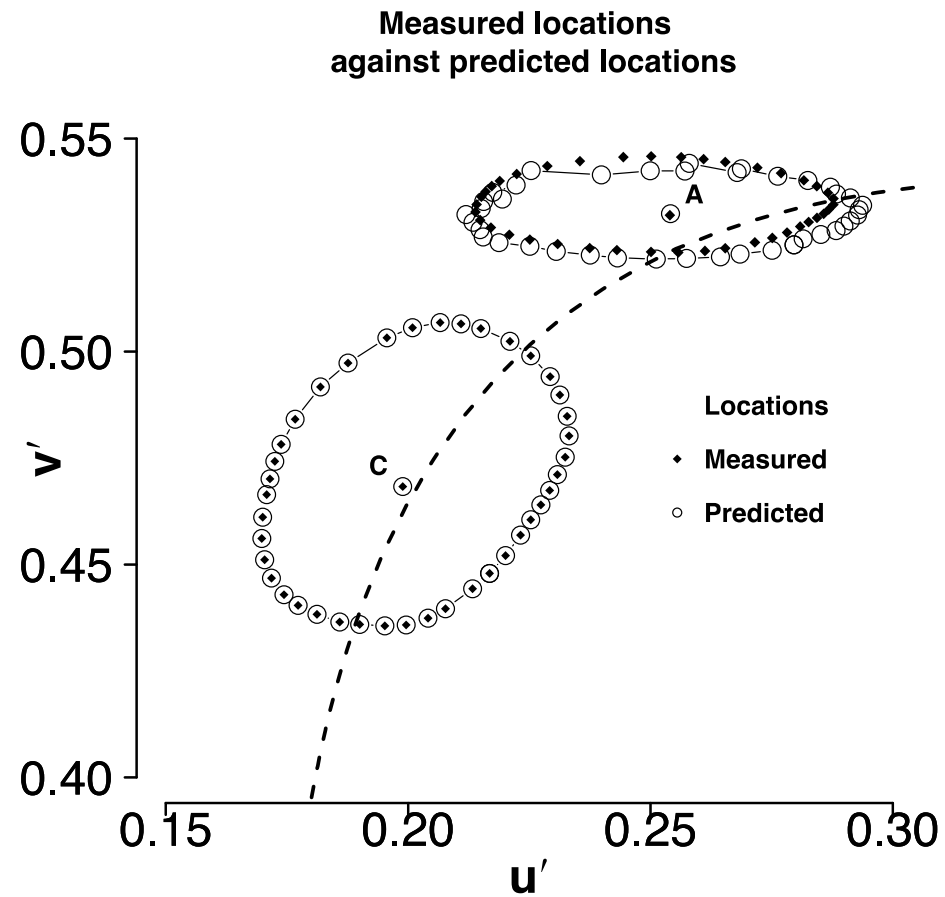 Measured locations
against predicted locations
0.55
0.50
0.45
0.40
v′
A
C
Locations
Measured
Predicted
0.15 0.20 0.25 0.30
u′